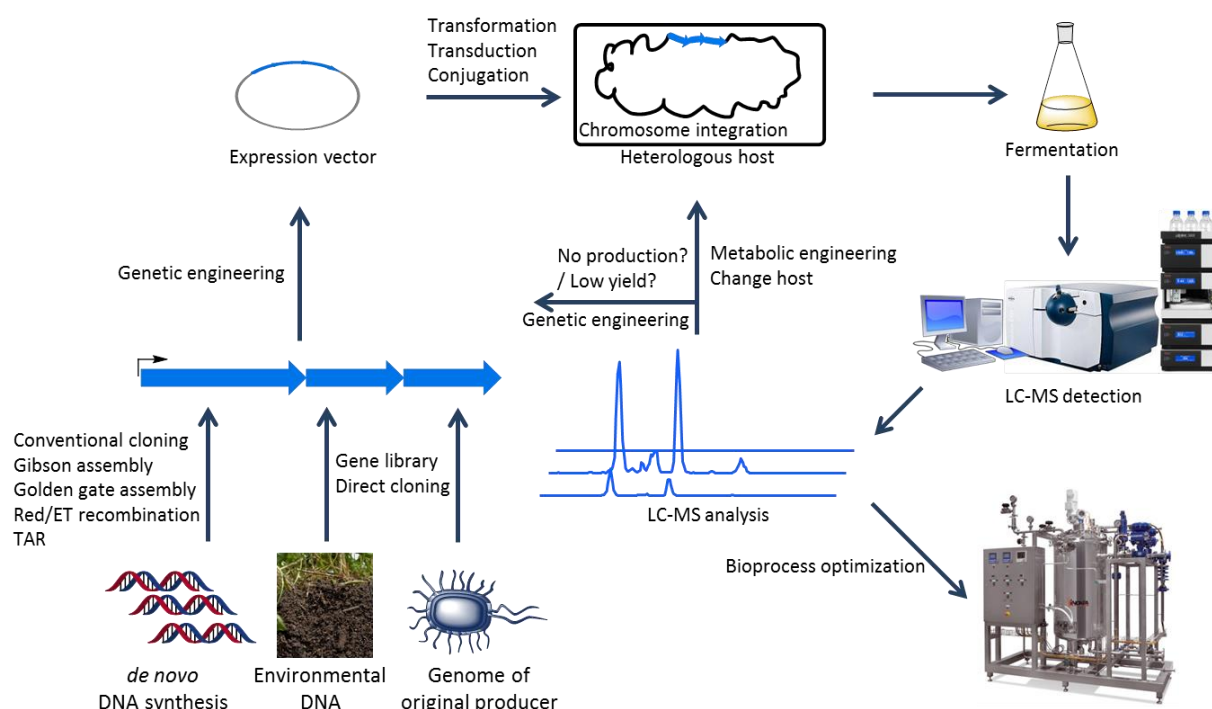 Transformation
Transduction
Conjugation
Expression vector
Chromosome integration
Heterologous host
Fermentation
Genetic engineering
No production?
/ Low yield?
Genetic engineering
Metabolic engineering
Change host
LC-MS detection
Conventional cloning
Gibson assembly
Golden gate assembly
Red/ET recombination
TAR
Gene library
Direct cloning
LC-MS analysis
Bioprocess optimization
de novo
DNA synthesis
Environmental
DNA
Genome of
original producer